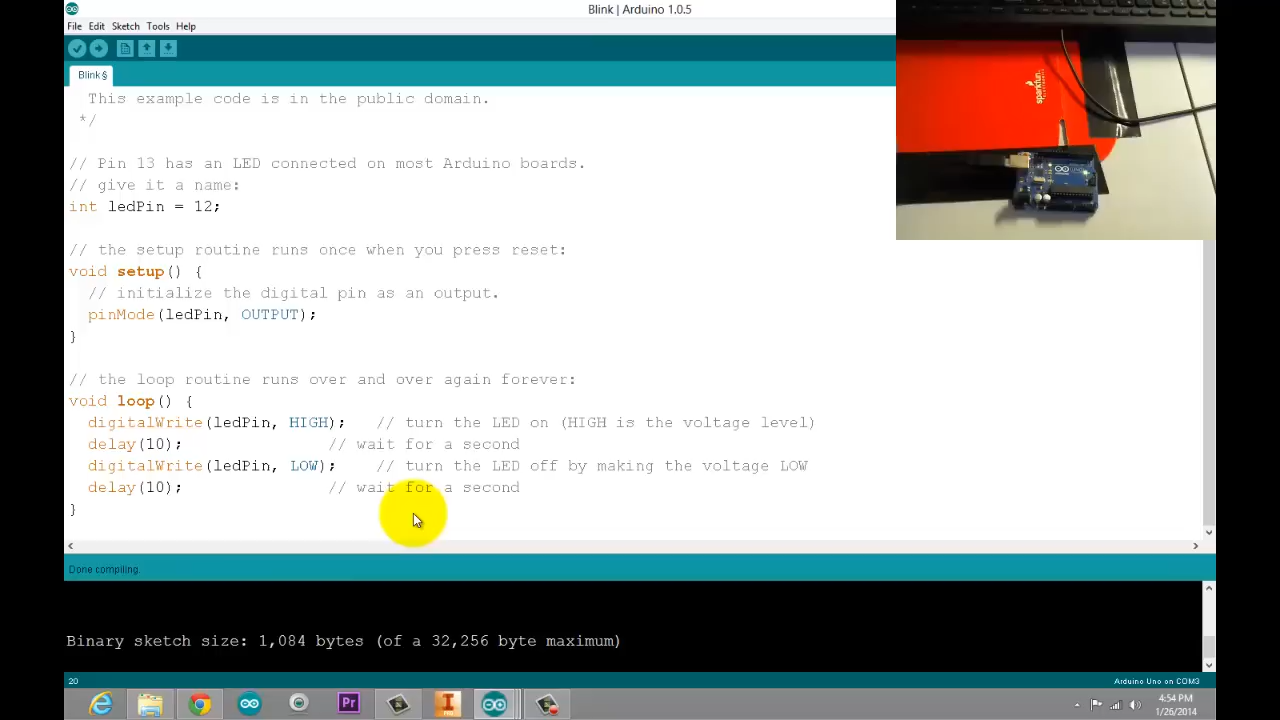 Blink | Arduino 1.0.5
File Edit Sketch Tools Help
Blink§
This example code is in the public domain.
*/
// Pin 13 has an LED connected on most Arduino boards.
// give it a name:
int ledPin = 12;
// the setup routine runs once when you press reset:
void setup() {
// initialize the digital pin as an output.
pinMode(ledPin, OUTPUT);
}
// the loop routine runs over and over again forever:
void loop() {
digitalWrite(ledPin, HIGH); // turn the LED on (HIGH is the voltage level)
delay(10); // wait for a second
digitalWrite(ledPin, LOW); // turn the LED off by making the voltage LOW
delay(10); // wait for a second
}
Done compiling.
Binary sketch size: 1,084 bytes (of a 32,256 byte maximum)
20
Arduino Uno on COM3
Pr
I
4:54 PM
1/26/2014
sparkfun